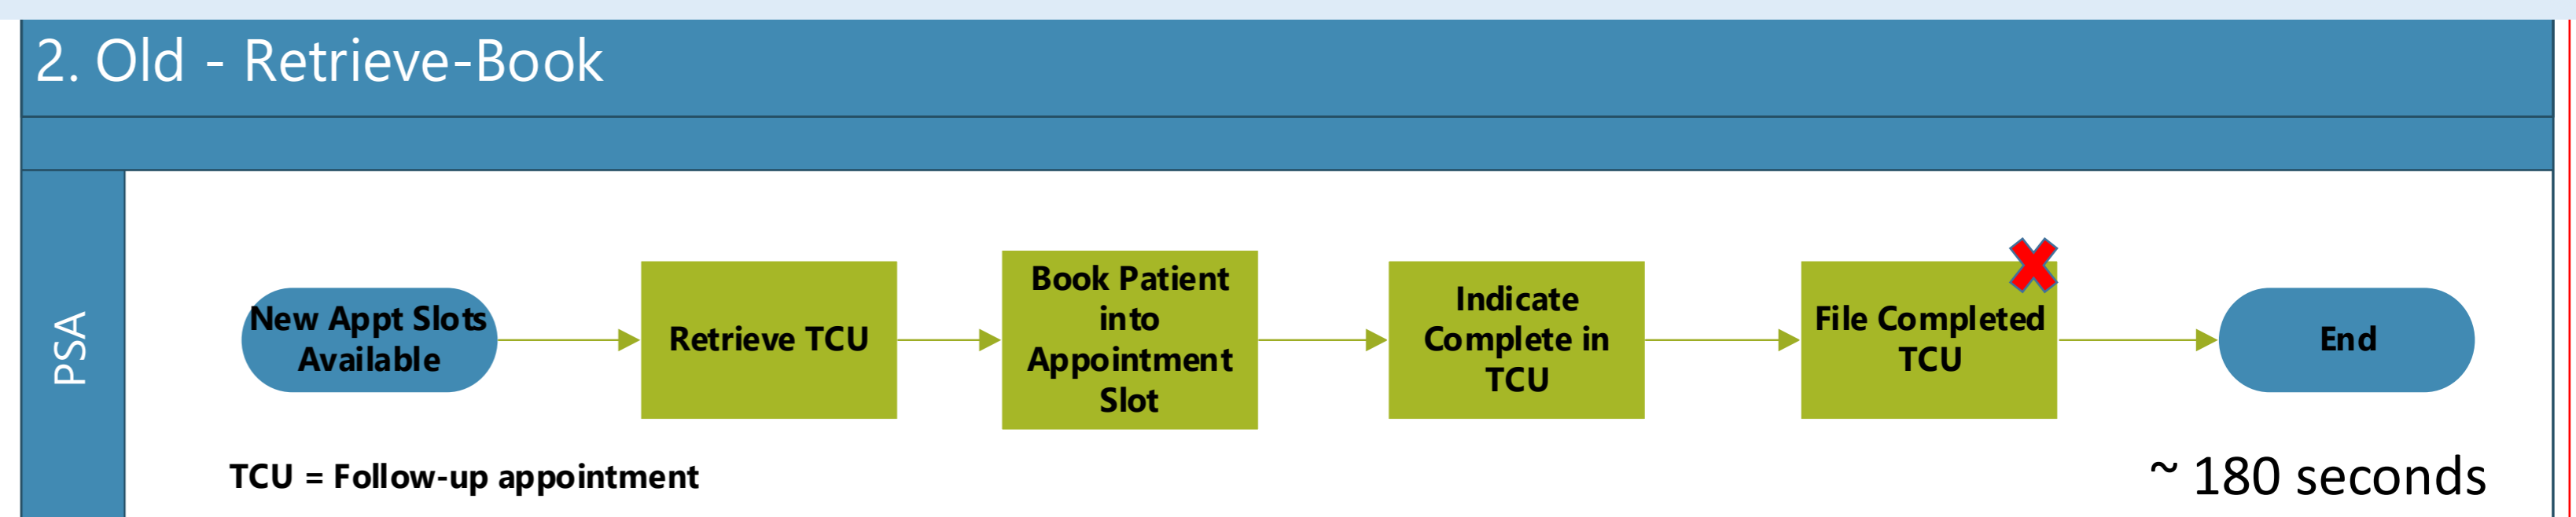 2. Old - Retrieve-Book
PSA
New Appt Slots
Available
Retrieve TCU
Book Patient
into
Appointment
Slot
Indicate
Complete in
TCU
File Completed
TCU
End
TCU = Follow-up appointment
~ 180 seconds